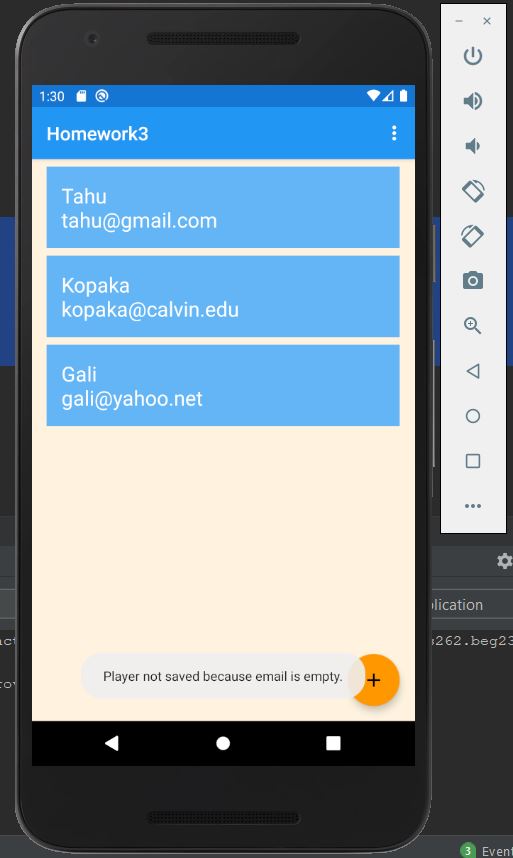 1:30
Homework3
Tahu
tahu@gmail.com
Kopaka
kopaka@calvin.edu
Gali
gali@yahoo.net
Player not saved because email is empty.
+
lication
s262.beg23
3 Event